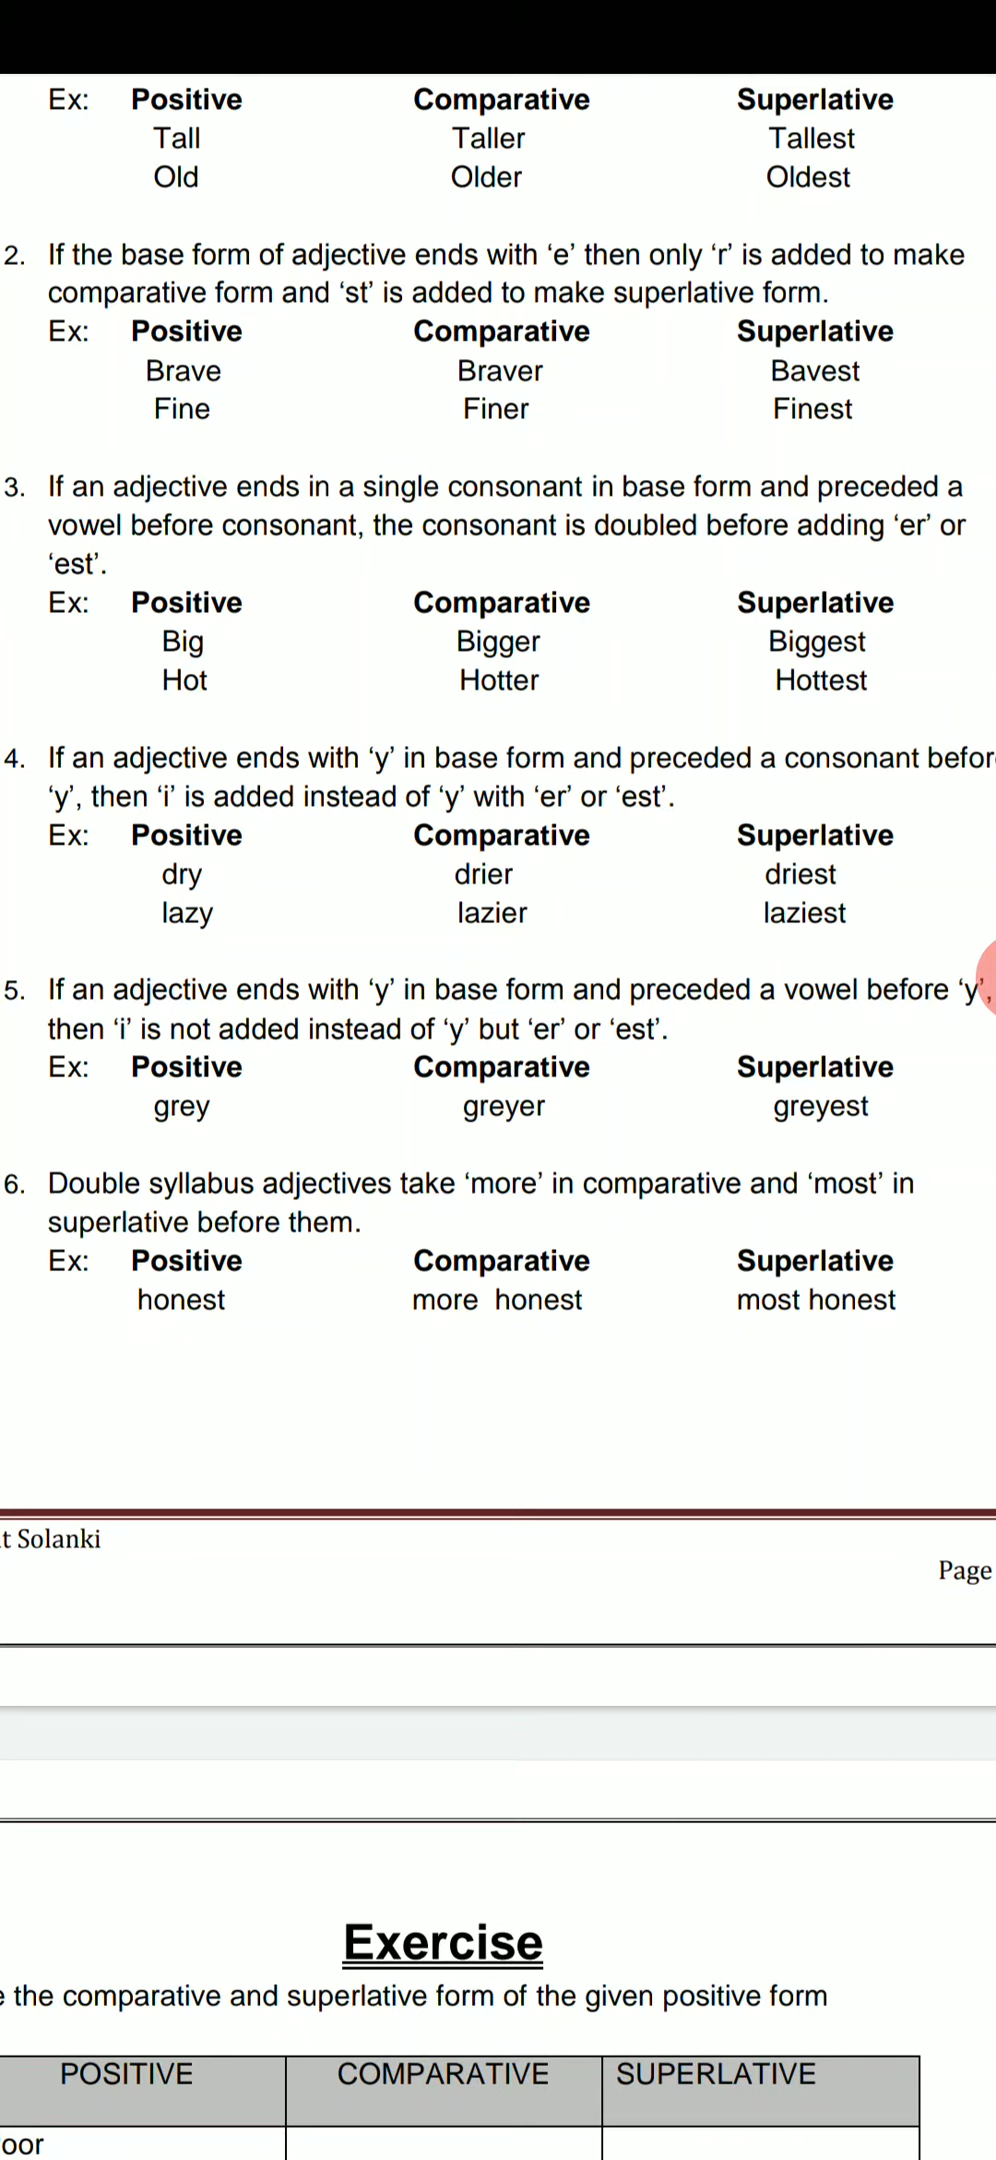 Ex: Positive Comparative Superlative
Tall Taller Tallest
Old Older Oldest
2. If the base form of adjective ends with ‘e’ then only ‘r’ is added to make
comparative form and ‘st’ is added to make superlative form.
Ex: Positive Comparative Superlative
Brave Braver Bavest
Fine Finer Finest
3. If an adjective ends in a single consonant in base form and preceded a
vowel before consonant, the consonant is doubled before adding ‘er’ or
‘est’.
Ex: Positive Comparative Superlative
Big Bigger Biggest
Hot Hotter Hottest
4. If an adjective ends with ‘y’ in base form and preceded a consonant befor
‘y’, then ‘i’ is added instead of ‘y’ with ‘er’ or ‘est’.
Ex: Positive Comparative Superlative
dry drier driest
lazy lazier laziest
5. If an adjective ends with ‘y’ in base form and preceded a vowel before ‘y’,
then ‘i’ is not added instead of ‘y’ but ‘er’ or ‘est’.
Ex: Positive Comparative Superlative
grey greyer greyest
6. Double syllabus adjectives take ‘more’ in comparative and ‘most’ in
superlative before them.
Ex: Positive Comparative Superlative
honest more honest most honest
t Solanki
Page
Exercise
the comparative and superlative form of the given positive form
POSITIVE COMPARATIVE SUPERLATIVE
oor